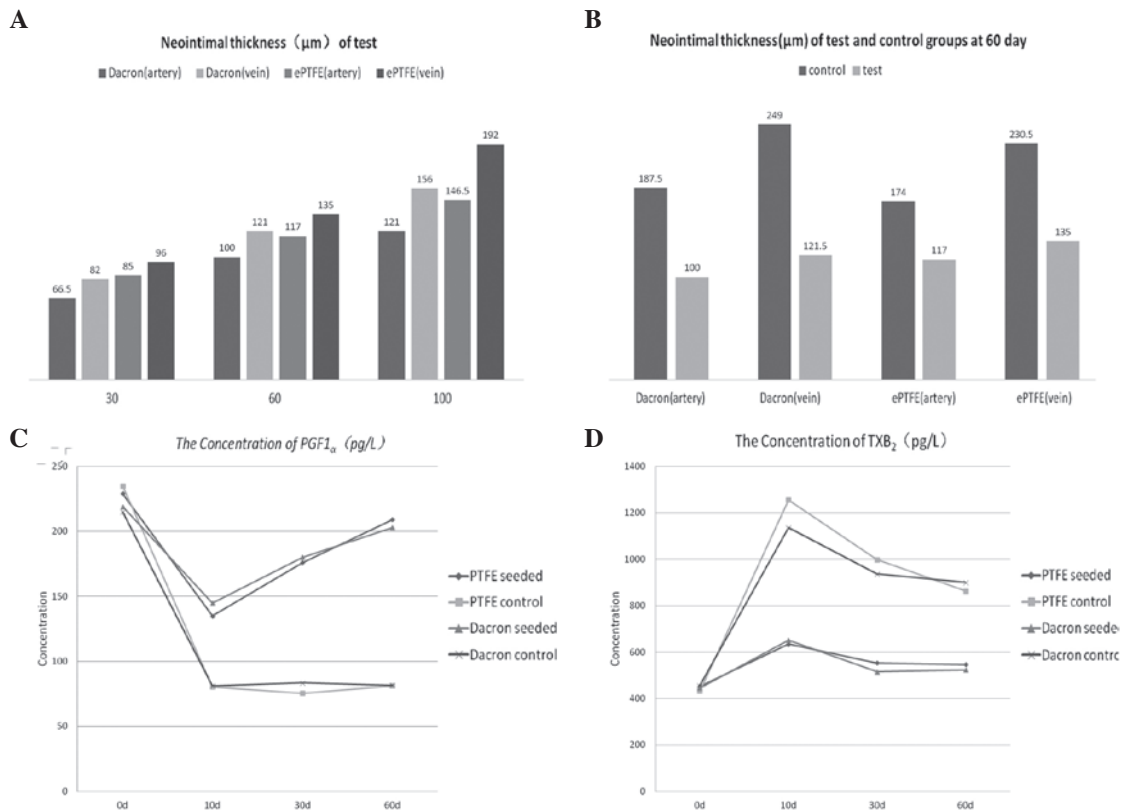 A
Neointimal thickness（μm）of test
Dacron(artery) Dacron(vein) ePTFE(artery) ePTFE(vein)
66.5 82 85 96
100 121 117 135
121 156 146.5 192
30 60 100
B
Neointimal thickness(μm) of test and control groups at 60 day
control test
187.5 100 249 121.5 174 117 230.5 135
Dacron(artery) Dacron(vein) ePTFE(artery) ePTFE(vein)
C
The Concentration of PGF1α（pg/L）
Concentration
250
200
150
100
50
0
0d 10d 30d 60d
PTFE seeded
PTFE control
Dacron seeded
Dacron control
D
The Concentration of TXB₂（pg/L）
Concentration
1400
1200
1000
800
600
400
200
0
0d 10d 30d 60d
PTFE seeded
PTFE control
Dacron seede
Dacron contrc